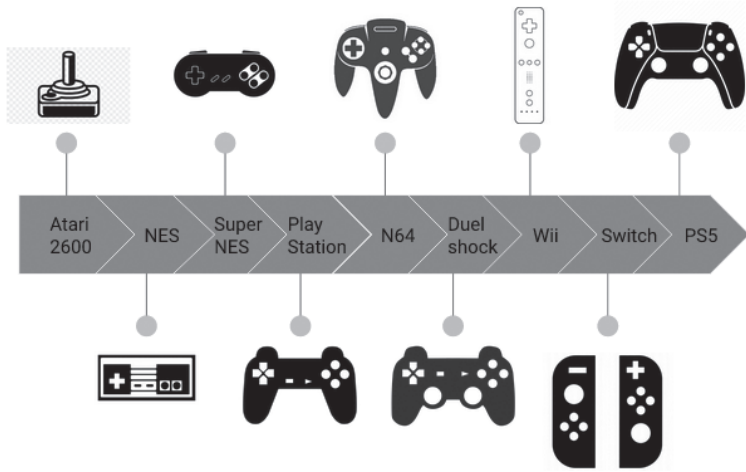 Atari
2600
NES
Super
NES
Play
Station
N64
Duel
shock
Wii
Switch
PS5